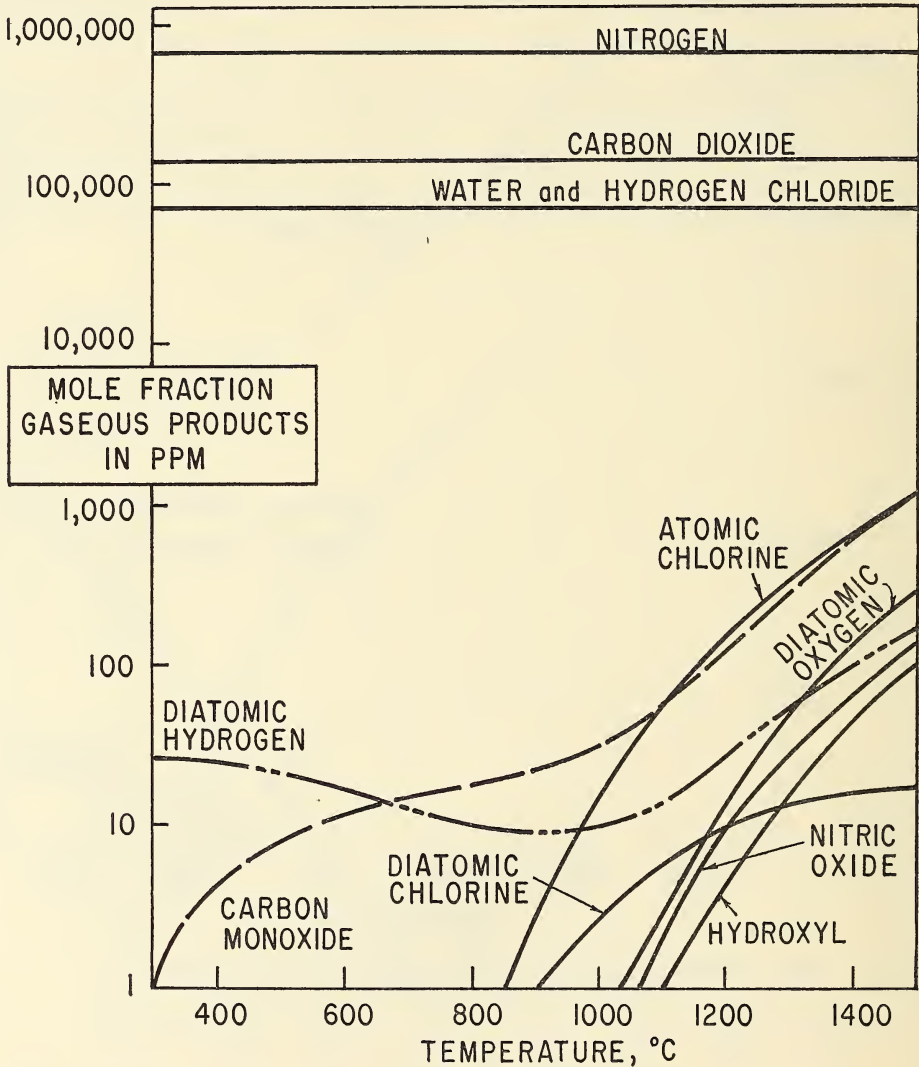 1,000,000
NITROGEN
CARBON DIOXIDE
100,000
WATER and HYDROGEN CHLORIDE
10,000
MOLE FRACTION
GASEOUS PRODUCTS
IN PPM
1,000
ATOMIC
CHLORINE
DIATOMIC
OXYGEN
100
DIATOMIC
HYDROGEN
10
DIATOMIC
CHLORINE
NITRIC
OXIDE
CARBON
MONOXIDE
HYDROXYL
1
400 600 800 1000 1200 1400
TEMPERATURE, °C